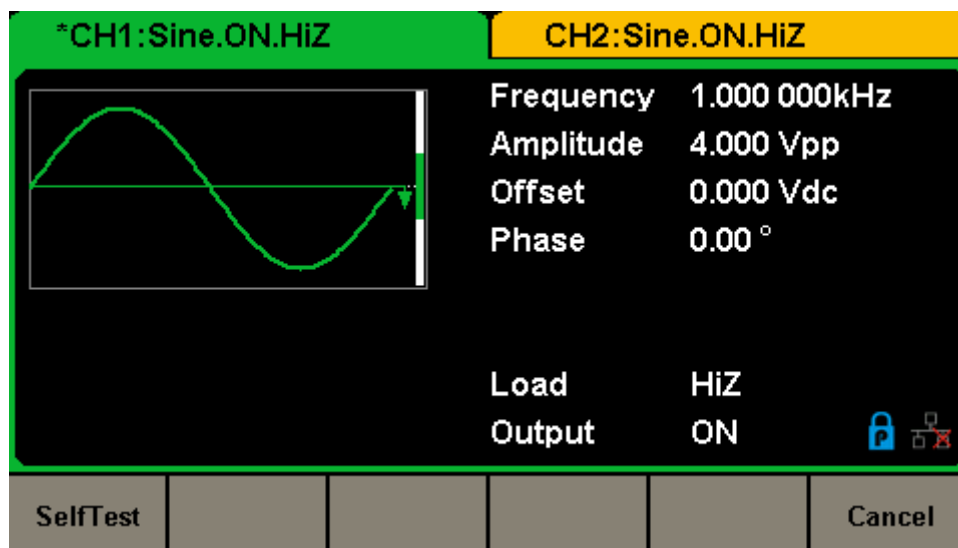 *CH1:Sine.ON.HiZ CH2:Sine.ON.HiZ
Frequency 1.000 000kHz
Amplitude 4.000 Vpp
Offset 0.000 Vdc
Phase 0.00 °
Load HiZ
Output ON
SelfTest Cancel